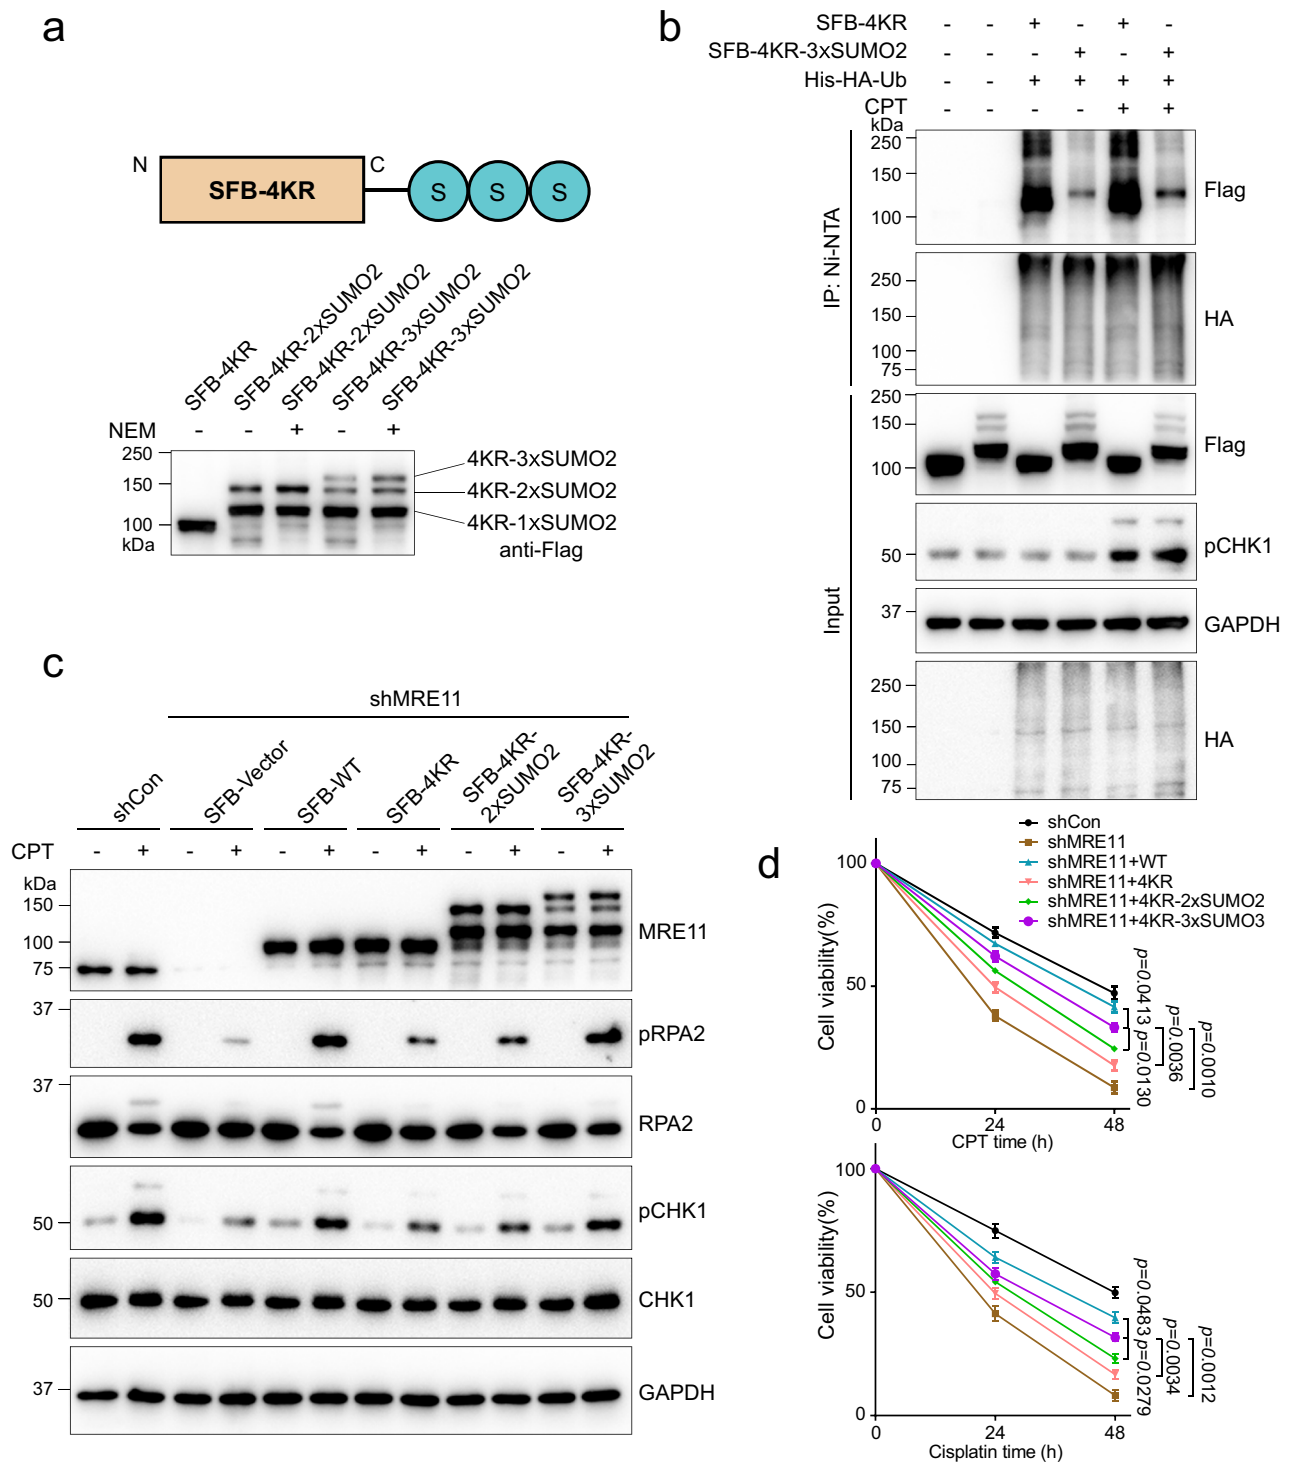 a
N
C
SFB-4KR
S S S
SFB-4KR
SFB-4KR-2xSUMO2
SFB-4KR-2xSUMO2
SFB-4KR-3xSUMO2
SFB-4KR-3xSUMO2
NEM - - + - +
250
150
100
kDa
4KR-3xSUMO2
4KR-2xSUMO2
4KR-1xSUMO2
anti-Flag
b
SFB-4KR - - + - + -
SFB-4KR-3xSUMO2 - - - + - +
His-HA-Ub - - + + + +
CPT - - - - + +
kDa
IP: Ni-NTA
250
150
100
Flag
250
150
100
75
HA
Input
250
150
100
Flag
50
pCHK1
37
GAPDH
250
150
100
75
HA
c
shMRE11
shCon
SFB-Vector
SFB-WT
SFB-4KR
SFB-4KR-
2xSUMO2
SFB-4KR-
3xSUMO2
CPT - + - + - + - + - + - +
kDa
150
100
75
MRE11
37
pRPA2
37
RPA2
50
pCHK1
50
CHK1
37
GAPDH
d
shCon
shMRE11
shMRE11+WT
shMRE11+4KR
shMRE11+4KR-2xSUMO2
shMRE11+4KR-3xSUMO3
Cell viability(%)
100
50
0
0 24 48
CPT time (h)
p=0.0413
p=0.0130
p=0.0036
p=0.0010
Cell viability(%)
100
50
0
0 24 48
Cisplatin time (h)
p=0.0483
p=0.0279
p=0.0034
p=0.0012